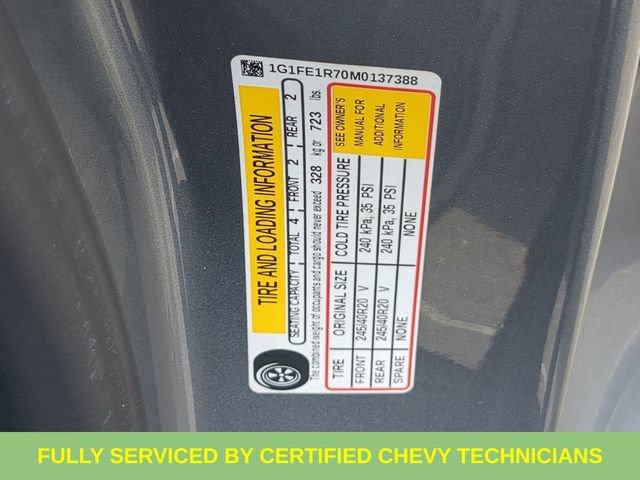 1G1FE1R70M0137388
TIRE AND LOADING INFORMATION
SEATING CAPACITY TOTAL 4 FRONT 2 REAR 2
The combined weight of occupants and cargo should never exceed 328 kg or 723 lbs.
TIRE ORIGINAL SIZE COLD TIRE PRESSURE SEE OWNER'S
FRONT 245/40R20 V 240 kPa, 35 PSI MANUAL FOR
REAR 245/40R20 V 240 kPa, 35 PSI ADDITIONAL
SPARE NONE NONE INFORMATION
FULLY SERVICED BY CERTIFIED CHEVY TECHNICIANS